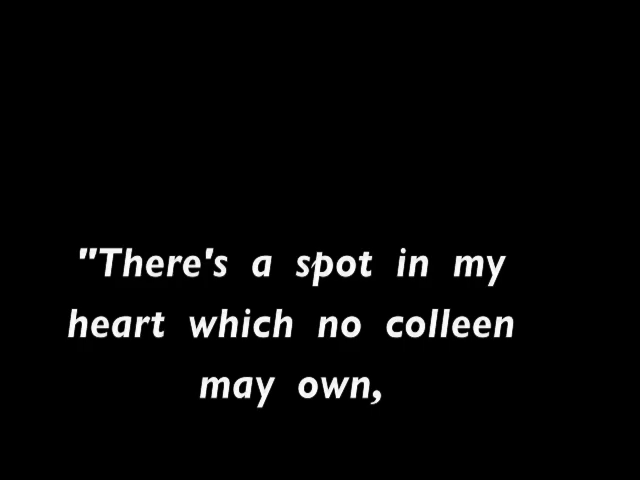 "There's a spot in my
heart which no colleen
may own,